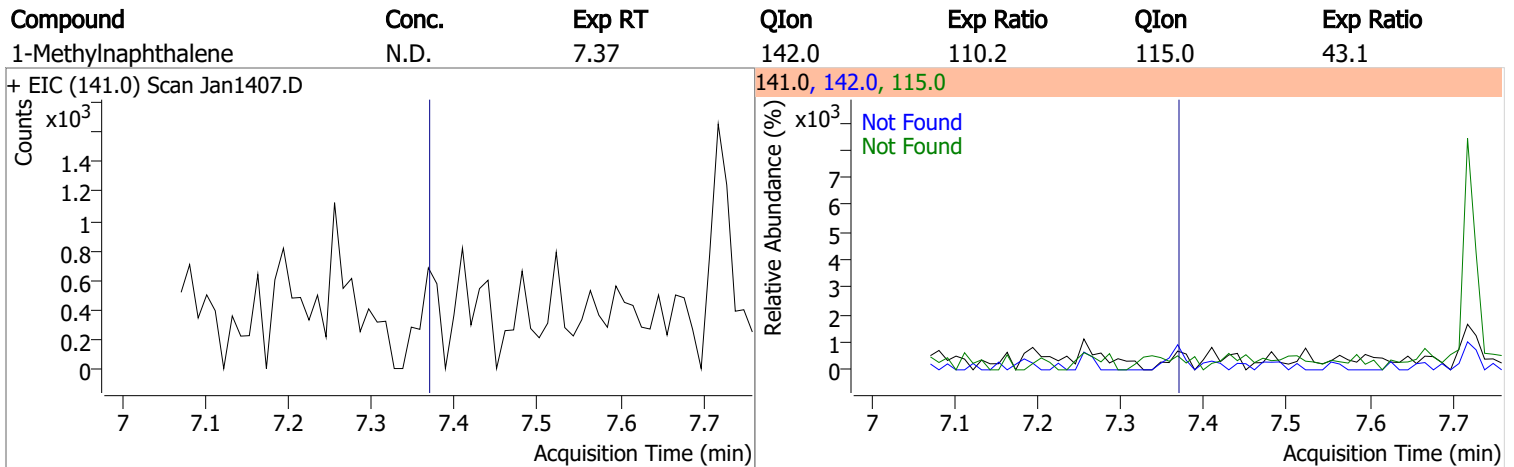 Compound Conc. Exp RT QIon Exp Ratio QIon Exp Ratio
1-Methylnaphthalene N.D. 7.37 142.0 110.2 115.0 43.1
+ EIC (141.0) Scan Jan1407.D
Counts
x10³
1.4
1.2
1
0.8
0.6
0.4
0.2
0
7 7.1 7.2 7.3 7.4 7.5 7.6 7.7
Acquisition Time (min)
141.0, 142.0, 115.0
Relative Abundance (%)
x10³
Not Found
Not Found
7
6
5
4
3
2
1
0
7 7.1 7.2 7.3 7.4 7.5 7.6 7.7
Acquisition Time (min)